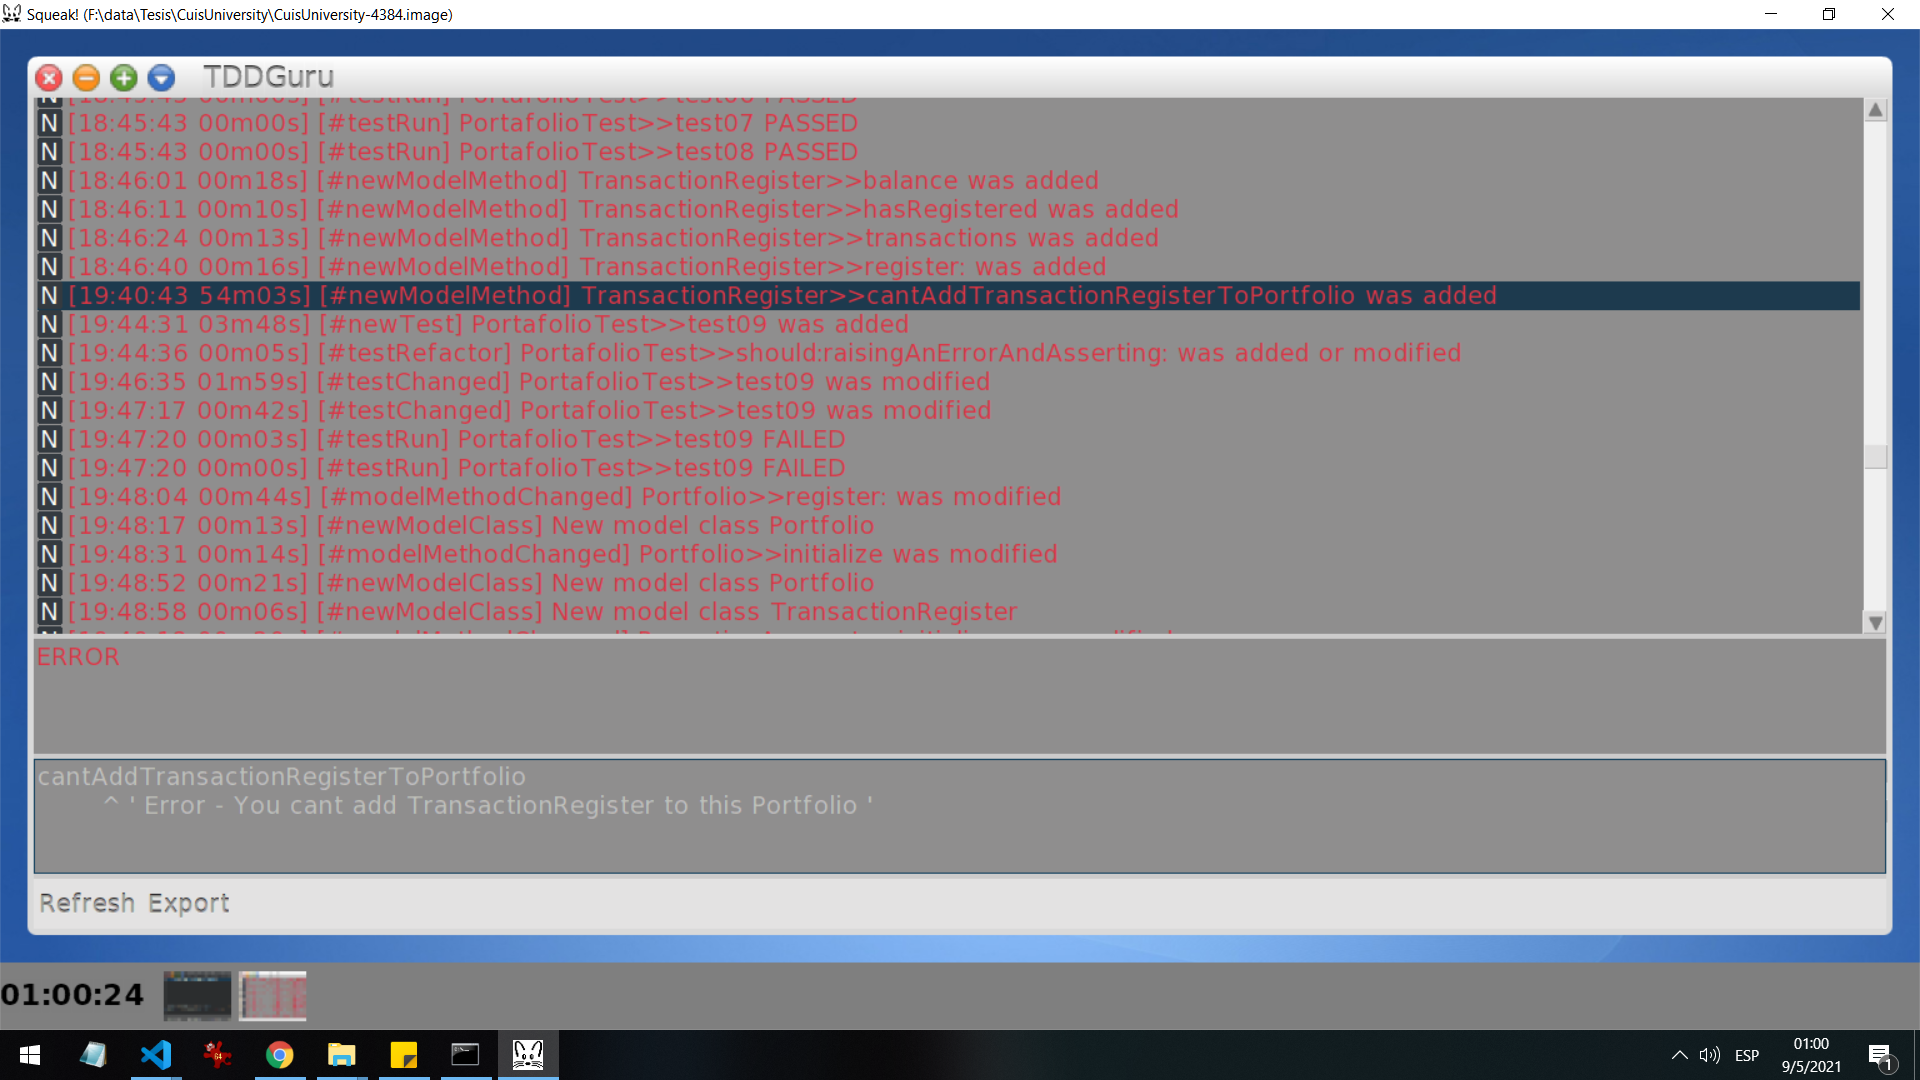 Squeak! (F:\data\Tesis\CuisUniversity\CuisUniversity-4384.image)
TDDGuru
N [18:45:43 00m00s] [#testRun] PortafolioTest>>test06 PASSED
N [18:45:43 00m00s] [#testRun] PortafolioTest>>test07 PASSED
N [18:45:43 00m00s] [#testRun] PortafolioTest>>test08 PASSED
N [18:46:01 00m18s] [#newModelMethod] TransactionRegister>>balance was added
N [18:46:11 00m10s] [#newModelMethod] TransactionRegister>>hasRegistered was added
N [18:46:24 00m13s] [#newModelMethod] TransactionRegister>>transactions was added
N [18:46:40 00m16s] [#newModelMethod] TransactionRegister>>register: was added
N [19:40:43 54m03s] [#newModelMethod] TransactionRegister>>cantAddTransactionRegisterToPortfolio was added
N [19:44:31 03m48s] [#newTest] PortafolioTest>>test09 was added
N [19:44:36 00m05s] [#testRefactor] PortafolioTest>>should:raisingAnErrorAndAsserting: was added or modified
N [19:46:35 01m59s] [#testChanged] PortafolioTest>>test09 was modified
N [19:47:17 00m42s] [#testChanged] PortafolioTest>>test09 was modified
N [19:47:20 00m03s] [#testRun] PortafolioTest>>test09 FAILED
N [19:47:20 00m00s] [#testRun] PortafolioTest>>test09 FAILED
N [19:48:04 00m44s] [#modelMethodChanged] Portfolio>>register: was modified
N [19:48:17 00m13s] [#newModelClass] New model class Portfolio
N [19:48:31 00m14s] [#modelMethodChanged] Portfolio>>initialize was modified
N [19:48:52 00m21s] [#newModelClass] New model class Portfolio
N [19:48:58 00m06s] [#newModelClass] New model class TransactionRegister
ERROR
cantAddTransactionRegisterToPortfolio
^ ' Error - You cant add TransactionRegister to this Portfolio '
Refresh Export
01:00:24
64
ESP
01:00
9/5/2021
1